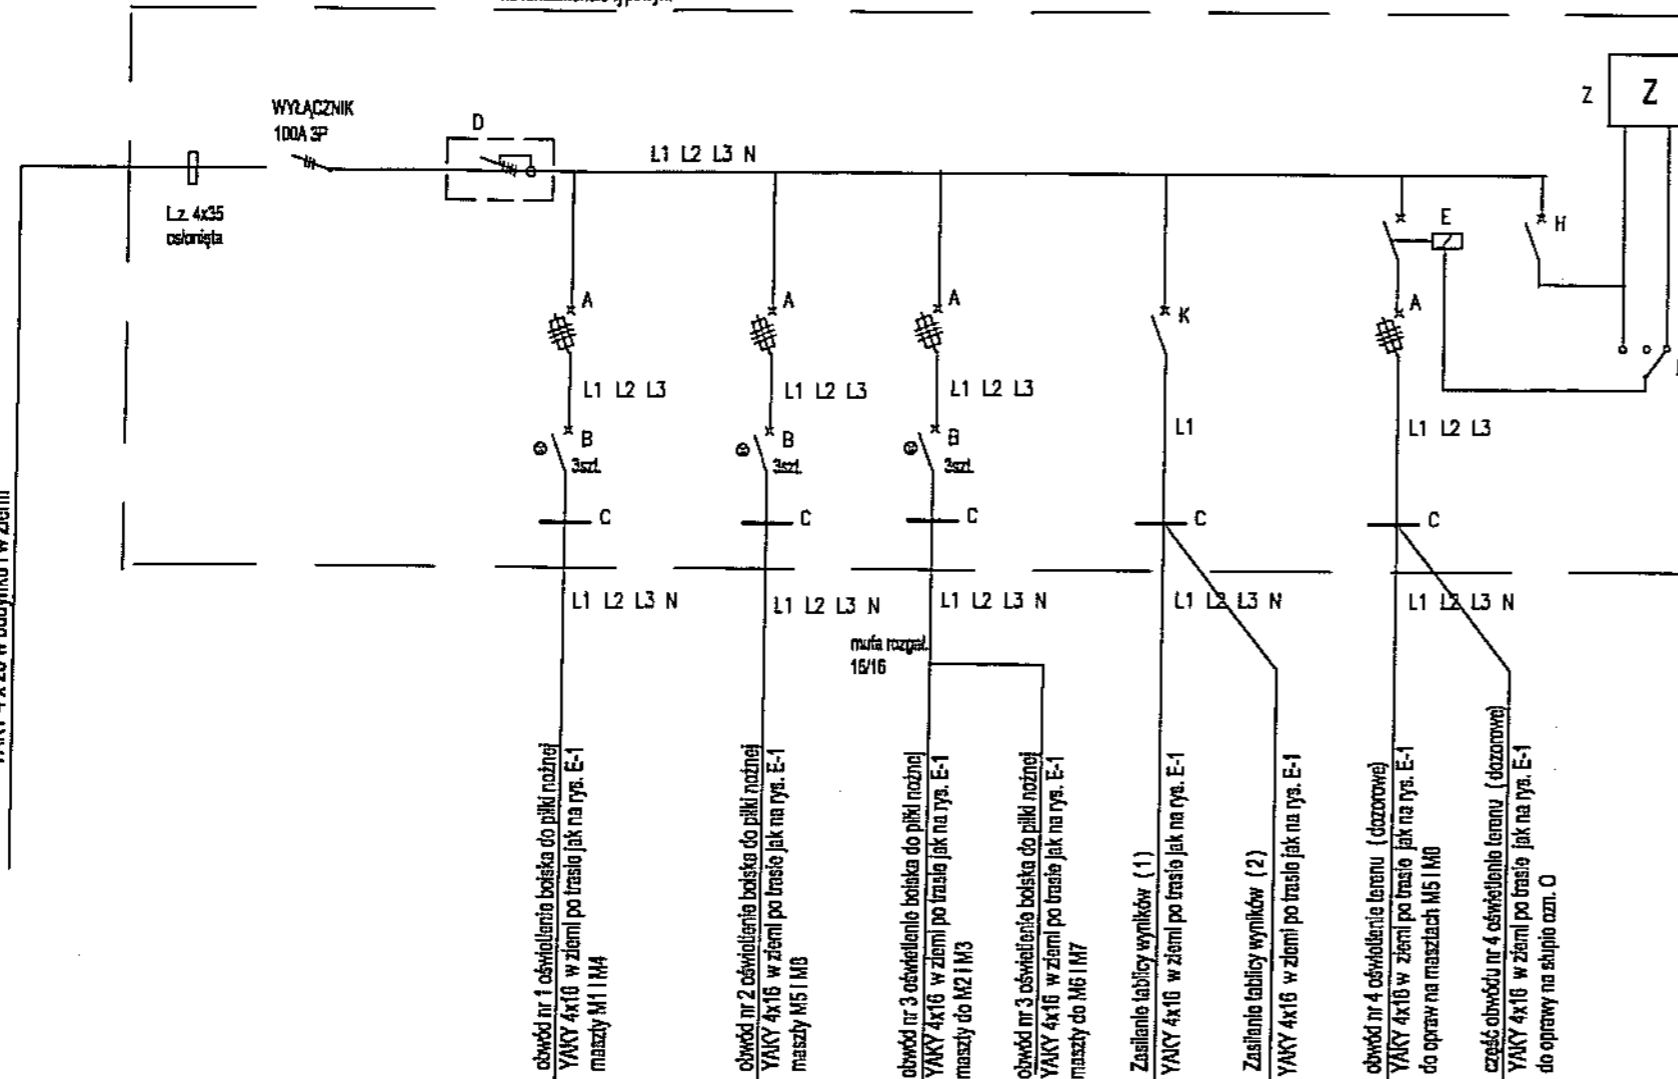 WYŁĄCZNIK
100A 3P
D
L1 L2 L3 N
Z
Z
L.z. 4x35
osłonięta
E
H
A
A
A
K
A
L1 L2 L3
L1 L2 L3
L1 L2 L3
L1
L1 L2 L3
B
3szt.
B
3szt.
B
3szt.
C
C
C
C
C
L1 L2 L3 N
L1 L2 L3 N
L1 L2 L3 N
L1 L2 L3 N
L1 L2 L3 N
mufa rozgał.
16/16
w budynku i w ziemi
obwód nr 1 oświetlenie boiska do piłki nożnej
YAKY 4x16 w ziemi po trasie jak na rys. E-1
maszty M1 i M4
obwód nr 2 oświetlenie boiska do piłki nożnej
YAKY 4x16 w ziemi po trasie jak na rys. E-1
maszty M5 i M8
obwód nr 3 oświetlenie boiska do piłki nożnej
YAKY 4x16 w ziemi po trasie jak na rys. E-1
maszty do M2 i M3
obwód nr 3 oświetlenie boiska do piłki nożnej
YAKY 4x16 w ziemi po trasie jak na rys. E-1
maszty do M6 i M7
Zasilanie tablicy wyników (1)
YAKY 4x16 w ziemi po trasie jak na rys. E-1
Zasilanie tablicy wyników (2)
YAKY 4x16 w ziemi po trasie jak na rys. E-1
obwód nr 4 oświetlenie terenu (dozorowe)
YAKY 4x16 w ziemi po trasie jak na rys. E-1
do opraw na masztach M5 i M8
część obwódu nr 4 oświetlenie terenu (dozorowe)
YAKY 4x16 w ziemi po trasie jak na rys. E-1
do oprawy na słupie ozn. O